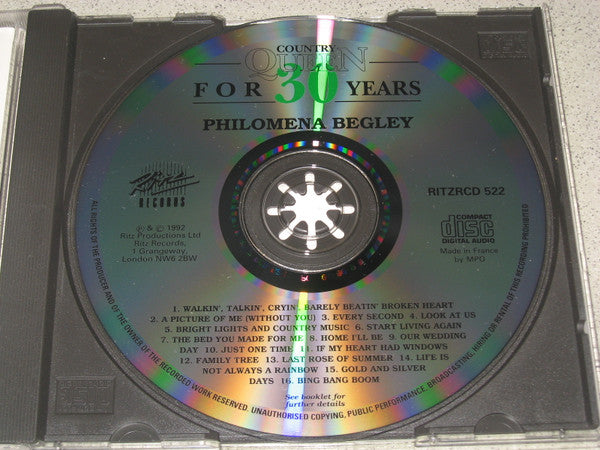 COUNTRY
QUEEN
FOR 30 YEARS
PHILOMENA BEGLEY
Ritz
RECORDS
RITZRCD 522
℗ & © 1992
Ritz Productions Ltd
Ritz Records,
1 Grangeway,
London NW6 2BW
COMPACT
disc
DIGITAL AUDIO
Made in France
by MPO
1. WALKIN', TALKIN', CRYIN', BARELY BEATIN' BROKEN HEART
2. A PICTURE OF ME (WITHOUT YOU) 3. EVERY SECOND 4. LOOK AT US
5. BRIGHT LIGHTS AND COUNTRY MUSIC 6. START LIVING AGAIN
7. THE BED YOU MADE FOR ME 8. HOME I'LL BE 9. OUR WEDDING
DAY 10. JUST ONE TIME 11. IF MY HEART HAD WINDOWS
12. FAMILY TREE 13. LAST ROSE OF SUMMER 14. LIFE IS
NOT ALWAYS A RAINBOW 15. GOLD AND SILVER
DAYS 16. BING BANG BOOM
See booklet for
further details
ALL RIGHTS OF THE PRODUCER AND OF THE OWNER OF THE RECORDED WORK RESERVED. UNAUTHORISED COPYING, PUBLIC PERFORMANCE, BROADCASTING, HIRING OR RENTAL OF THIS RECORDING PROHIBITED